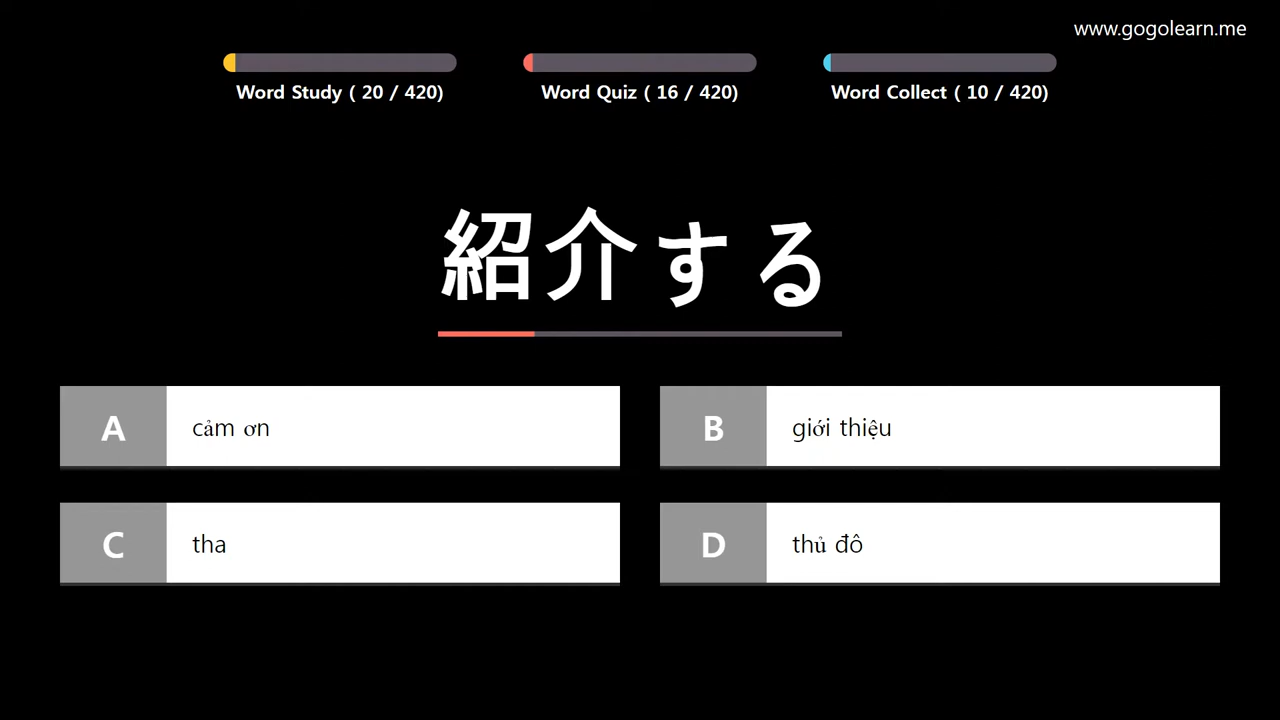 www.gogolearn.me
Word Study ( 20 / 420)
Word Quiz ( 16 / 420)
Word Collect ( 10 / 420)
紹介する
A cảm ơn
B giới thiệu
C tha
D thủ đô